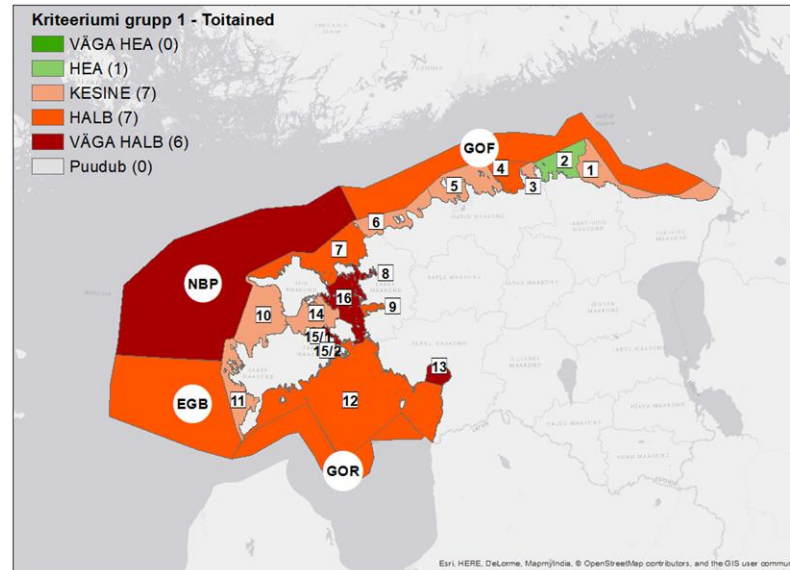 Kriteeriumi grupp 1 - Toitained
VÄGA HEA (0)
HEA (1)
KESINE (7)
HALB (7)
VÄGA HALB (6)
Puudub (0)
GOF
4
2
1
3
5
6
7
8
NBP
16
9
10
14
15/1
15/2
13
EGB
11
12
GOR
Esri, HERE, DeLorme, MapmyIndia, © OpenStreetMap contributors, and the GIS user commu